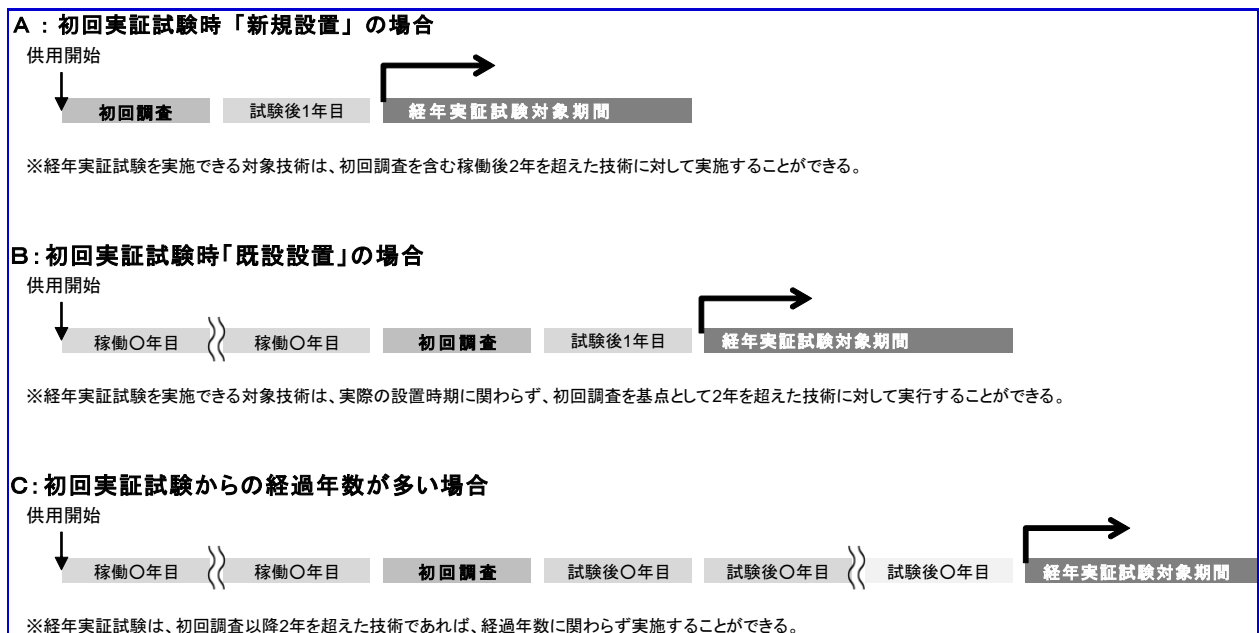 A：初回実証試験時「新規設置」の場合
供用開始
初回調査 試験後1年目 経年実証試験対象期間
※経年実証試験を実施できる対象技術は、初回調査を含む稼働後2年を超えた技術に対して実施することができる。
B：初回実証試験時「既設設置」の場合
供用開始
稼働〇年目 稼働〇年目 初回調査 試験後1年目 経年実証試験対象期間
※経年実証試験を実施できる対象技術は、実際の設置時期に関わらず、初回調査を基点として2年を超えた技術に対して実行することができる。
C：初回実証試験からの経過年数が多い場合
供用開始
稼働〇年目 稼働〇年目 初回調査 試験後〇年目 試験後〇年目 試験後〇年目 経年実証試験対象期間
※経年実証試験は、初回調査以降2年を超えた技術であれば、経過年数に関わらず実施することができる。